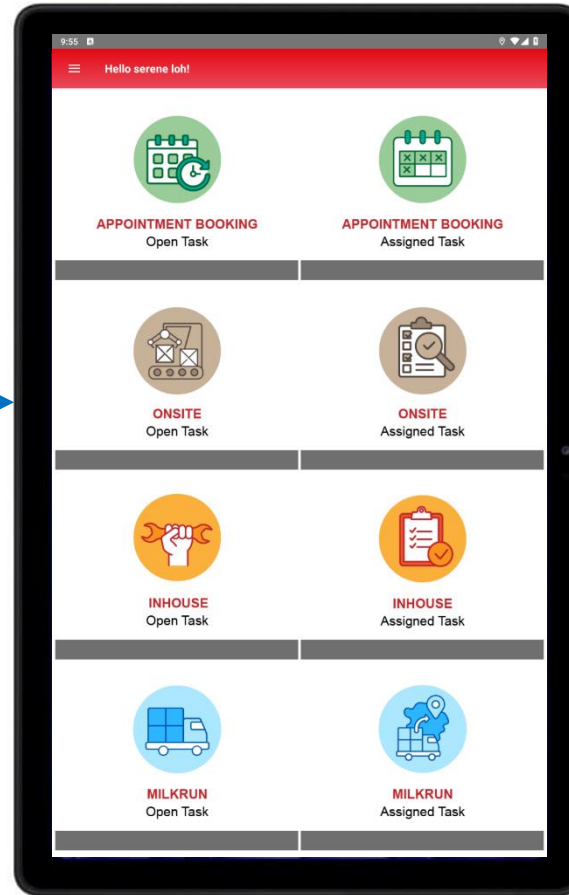 9:55
Hello serene loh!
APPOINTMENT BOOKING
Open Task
APPOINTMENT BOOKING
Assigned Task
ONSITE
Open Task
ONSITE
Assigned Task
INHOUSE
Open Task
INHOUSE
Assigned Task
MILKRUN
Open Task
MILKRUN
Assigned Task